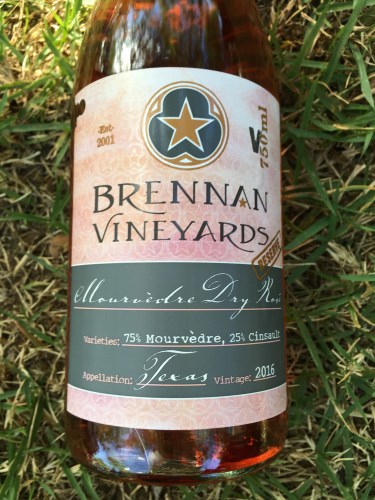 Est.
2001
750ml
BRENNAN
VINEYARDS
RESERVE
Mourvèdre Dry Rosé
Varieties: 75% Mourvèdre, 25% Cinsault
Appellation: Texas Vintage: 2016